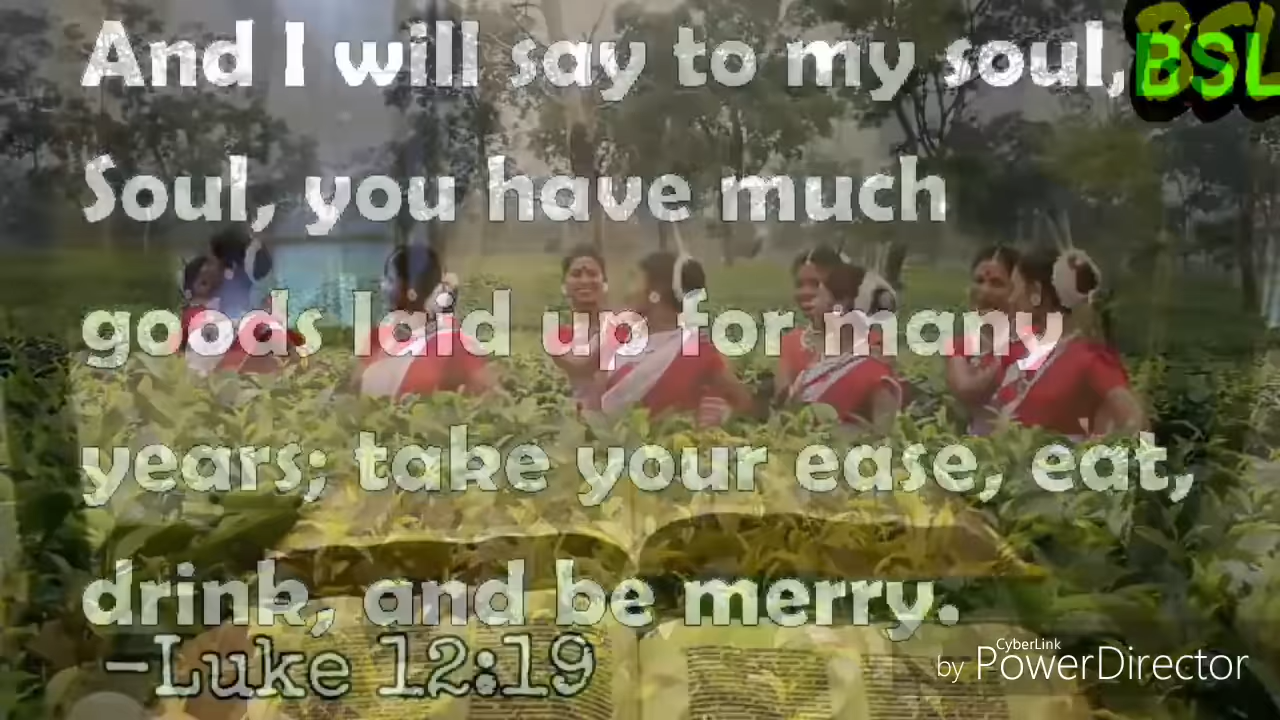 And I will say to my soul,
BSL
Soul, you have much
goods laid up for many
years; take your ease, eat,
drink, and be merry.
-Luke 12:19
CyberLink
by PowerDirector